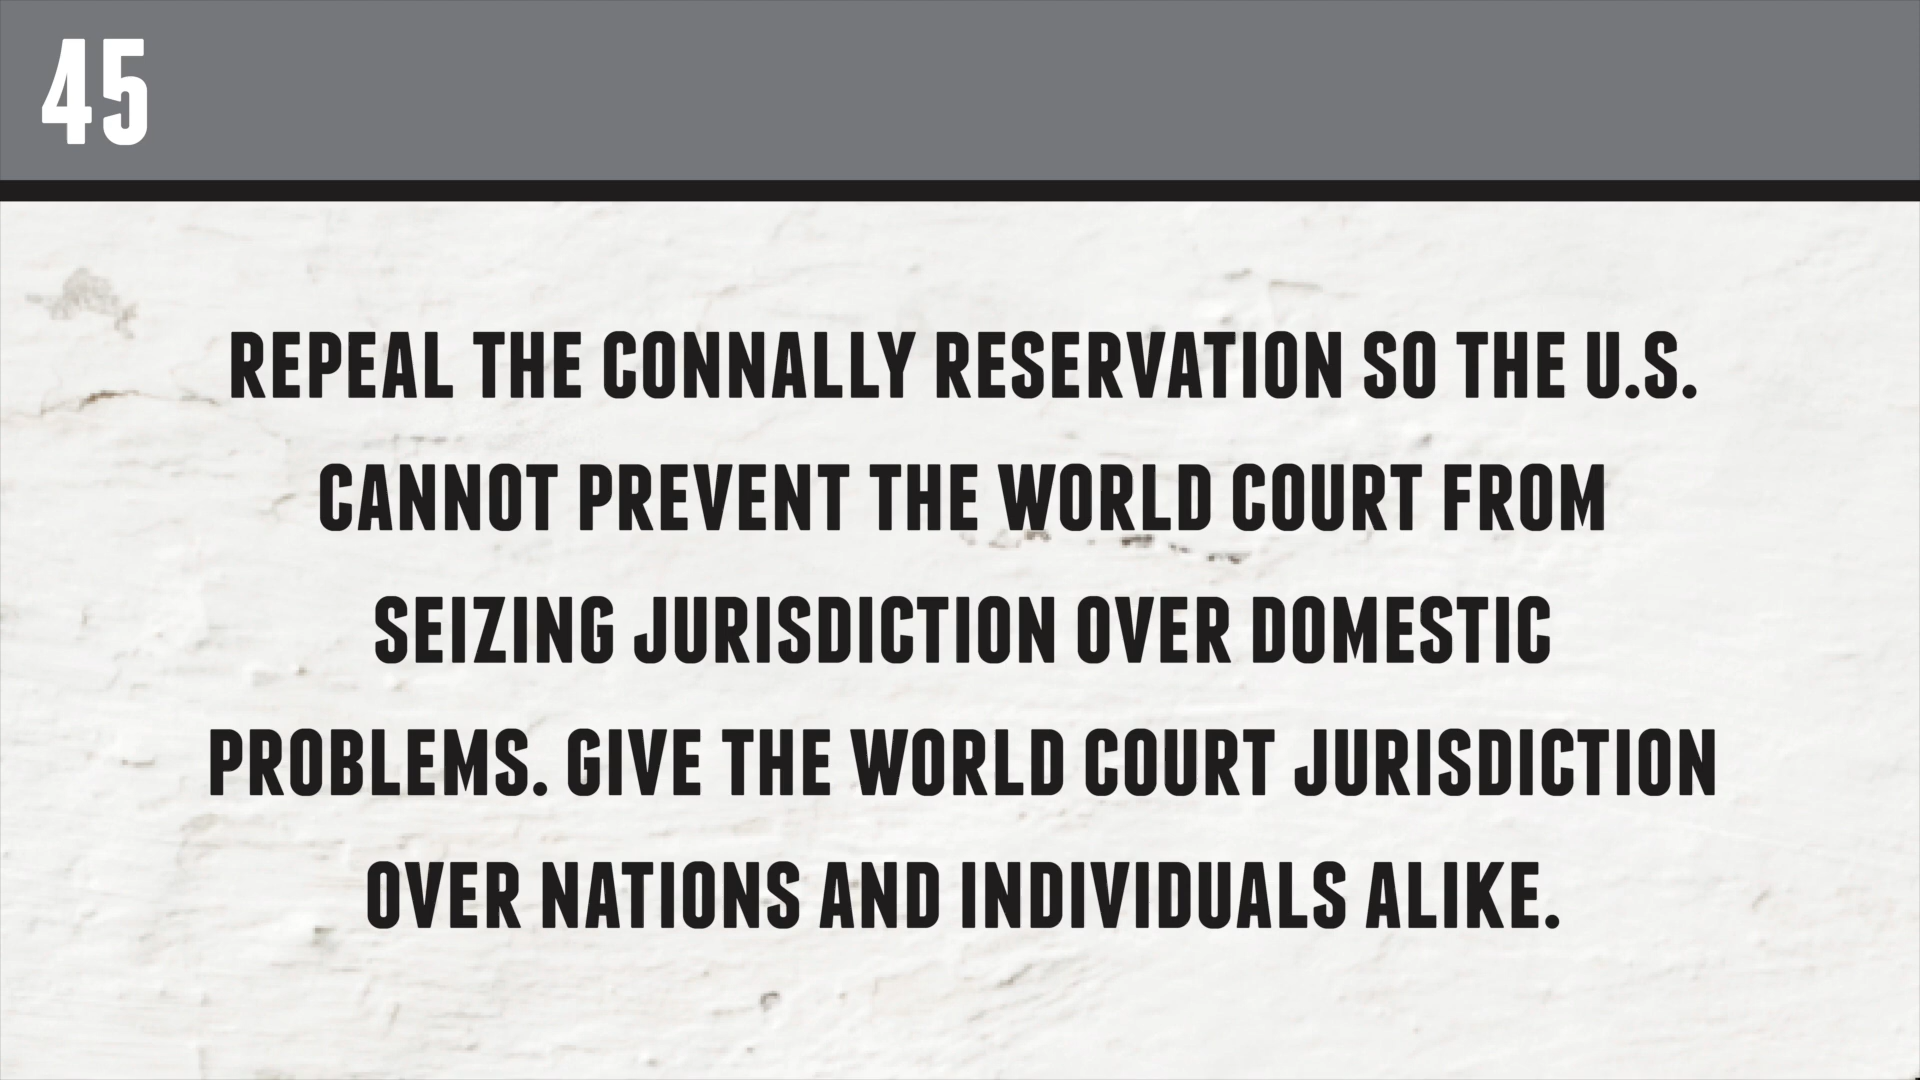 45
REPEAL THE CONNALLY RESERVATION SO THE U.S.
CANNOT PREVENT THE WORLD COURT FROM
SEIZING JURISDICTION OVER DOMESTIC
PROBLEMS. GIVE THE WORLD COURT JURISDICTION
OVER NATIONS AND INDIVIDUALS ALIKE.